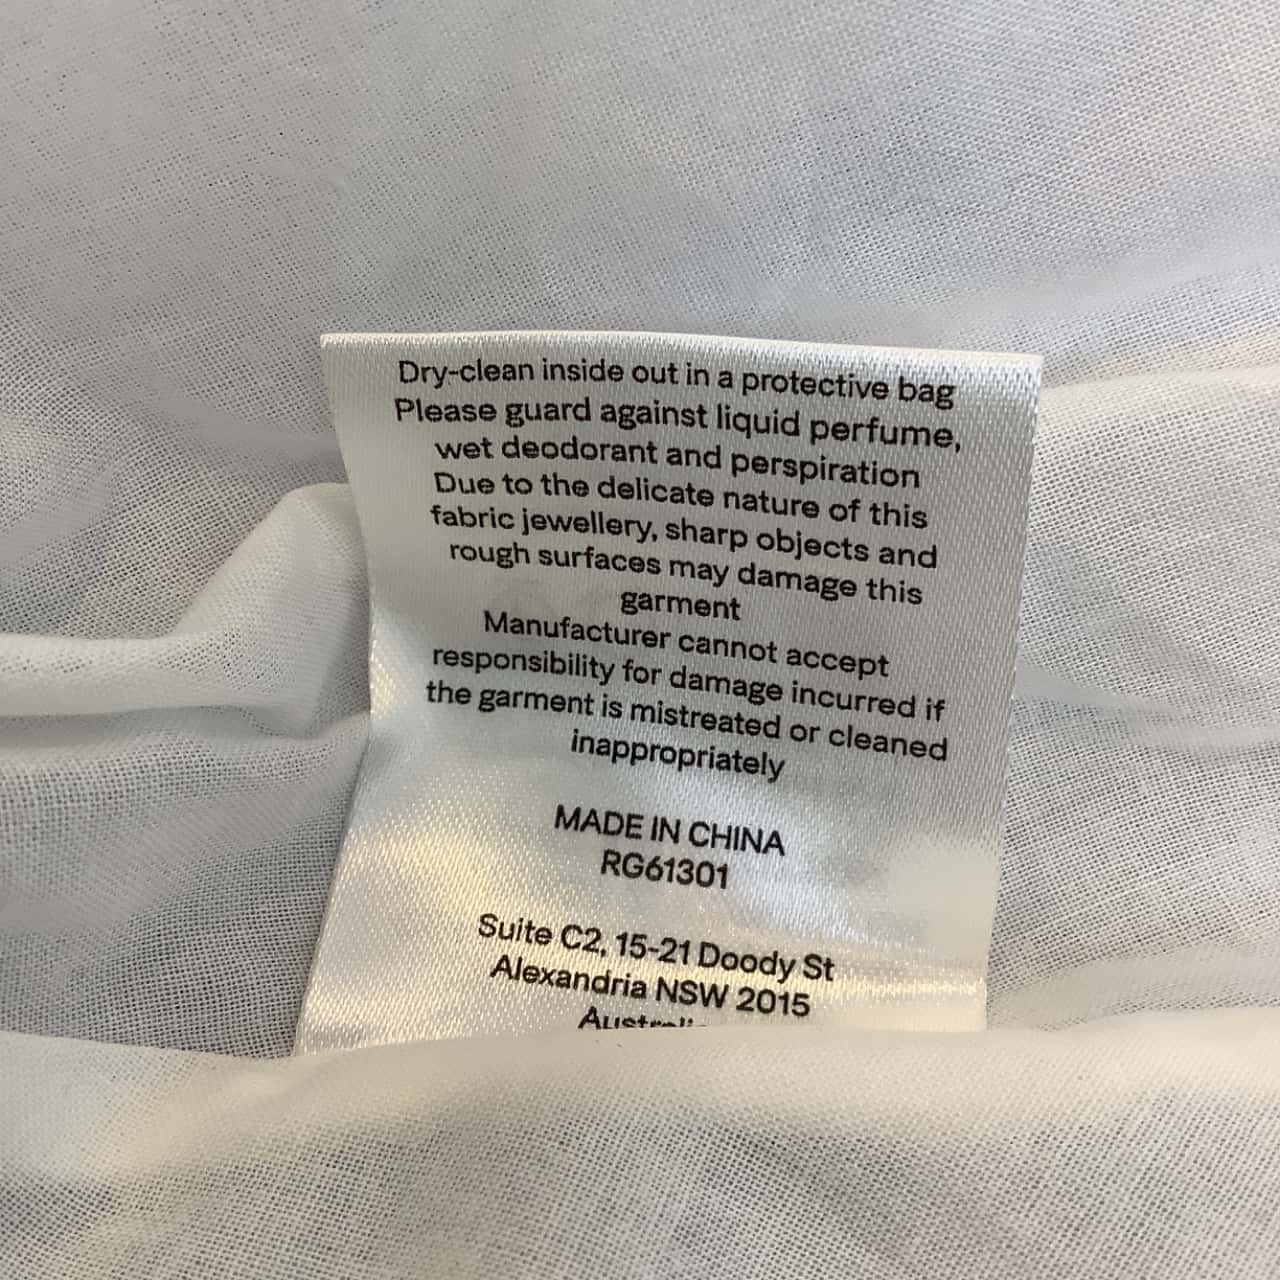 Dry-clean inside out in a protective bag
Please guard against liquid perfume,
wet deodorant and perspiration
Due to the delicate nature of this
fabric jewellery, sharp objects and
rough surfaces may damage this
garment
Manufacturer cannot accept
responsibility for damage incurred if
the garment is mistreated or cleaned
inappropriately
MADE IN CHINA
RG61301
Suite C2, 15-21 Doody St
Alexandria NSW 2015